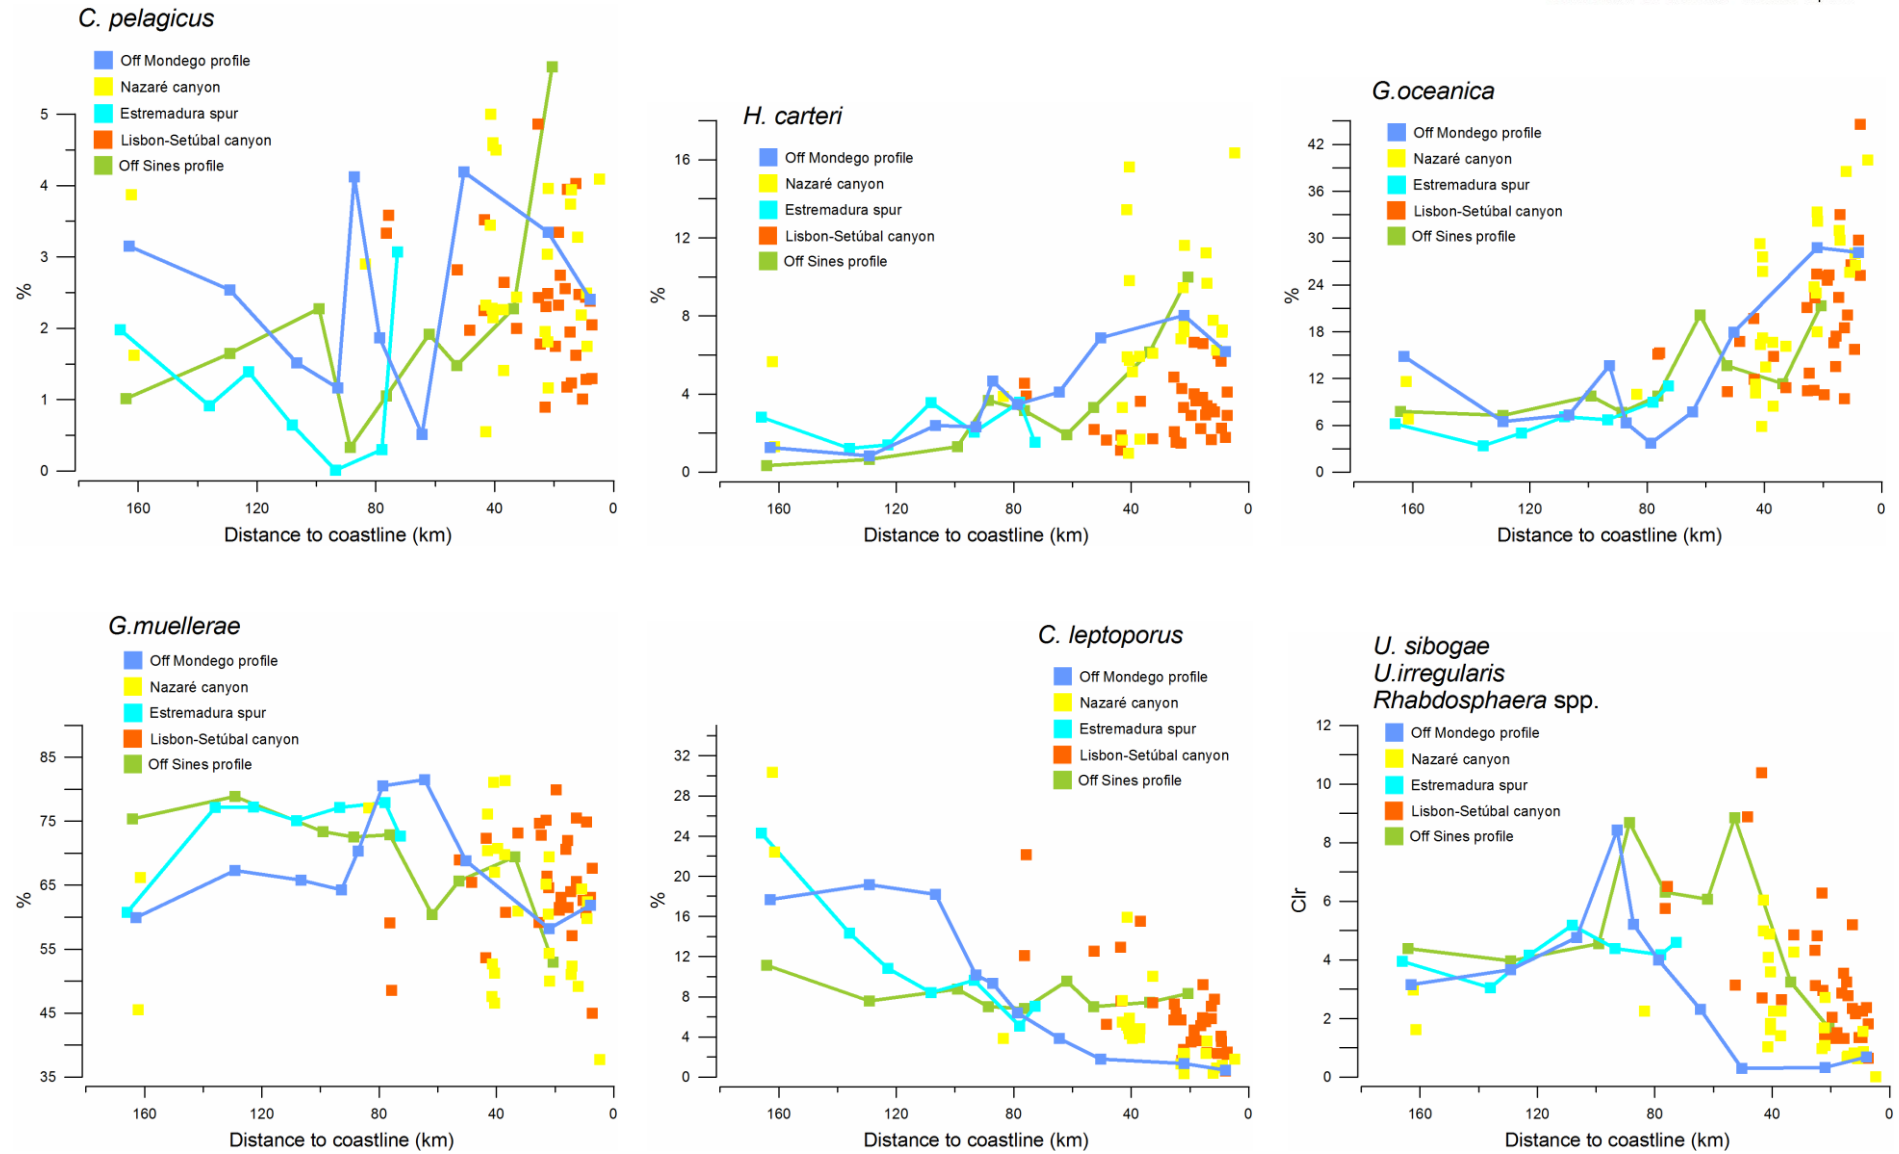 C. pelagicus
Off Mondego profile
Nazaré canyon
Estremadura spur
Lisbon-Setúbal canyon
Off Sines profile
5
4
3
2
1
0
%
160 120 80 40 0
Distance to coastline (km)
H. carteri
Off Mondego profile
Nazaré canyon
Estremadura spur
Lisbon-Setúbal canyon
Off Sines profile
16
12
8
4
0
%
160 120 80 40 0
Distance to coastline (km)
G.oceanica
Off Mondego profile
Nazaré canyon
Estremadura spur
Lisbon-Setúbal canyon
Off Sines profile
42
36
30
24
18
12
6
0
%
160 120 80 40 0
Distance to coastline (km)
G.muellerae
Off Mondego profile
Nazaré canyon
Estremadura spur
Lisbon-Setúbal canyon
Off Sines profile
85
75
65
55
45
35
%
160 120 80 40 0
Distance to coastline (km)
C. leptoporus
Off Mondego profile
Nazaré canyon
Estremadura spur
Lisbon-Setúbal canyon
Off Sines profile
32
28
24
20
16
12
8
4
0
%
160 120 80 40 0
Distance to coastline (km)
U. sibogae
U.irregularis
Rhabdosphaera spp.
Off Mondego profile
Nazaré canyon
Estremadura spur
Lisbon-Setúbal canyon
Off Sines profile
12
10
8
6
4
2
0
Clr
160 120 80 40 0
Distance to coastline (km)